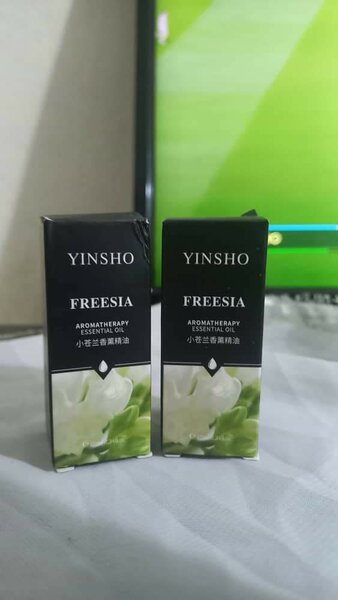 YINSHO
FREESIA
AROMATHERAPY
ESSENTIAL OIL
小苍兰香薰精油
YINSHO
FREESIA
AROMATHERAPY
ESSENTIAL OIL
小苍兰香薰精油